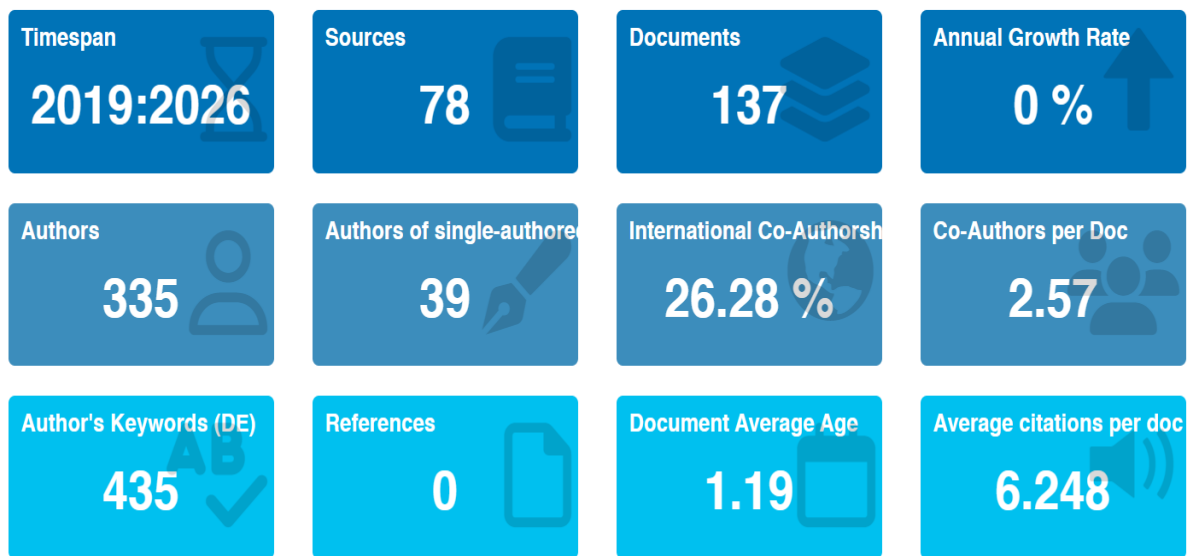 Timespan
2019:2026
Sources
78
Documents
137
Annual Growth Rate
0 %
Authors
335
Authors of single-authored
39
International Co-Authorsh
26.28 %
Co-Authors per Doc
2.57
Author's Keywords (DE)
435
AB
References
0
Document Average Age
1.19
Average citations per doc
6.248